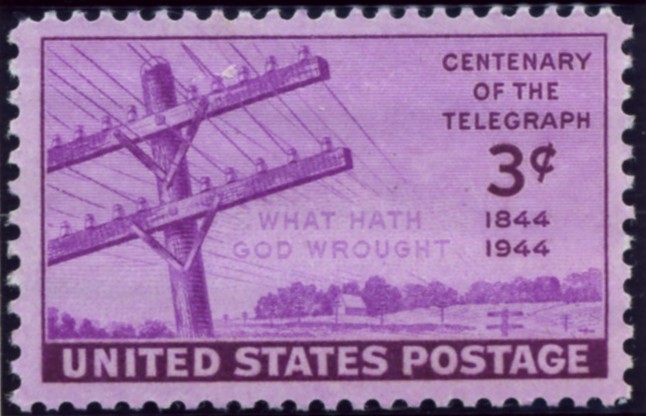 CENTENARY
OF THE
TELEGRAPH
3¢
WHAT HATH
GOD WROUGHT
1844
1944
UNITED STATES POSTAGE